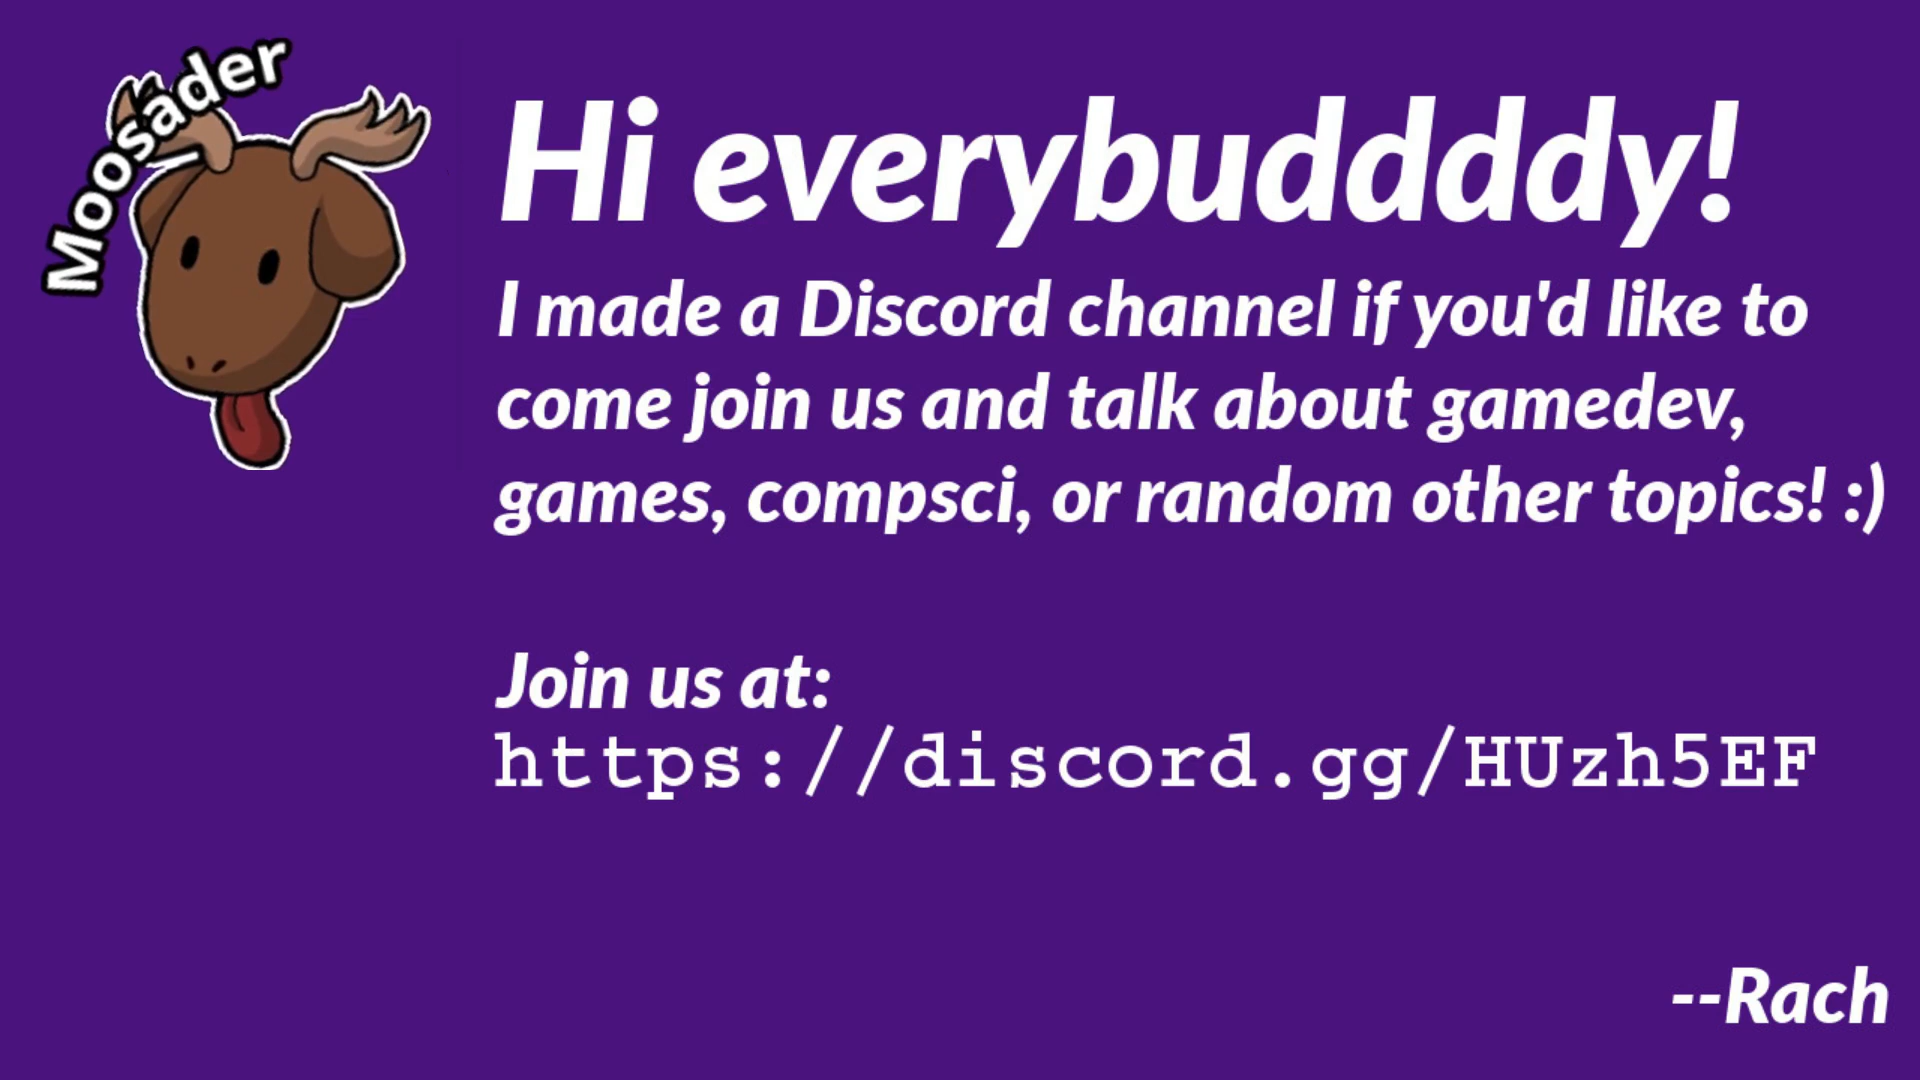 Moosader
Hi everybuddddy!
I made a Discord channel if you'd like to
come join us and talk about gamedev,
games, compsci, or random other topics! :)
Join us at:
https://discord.gg/HUzh5EF
--Rach